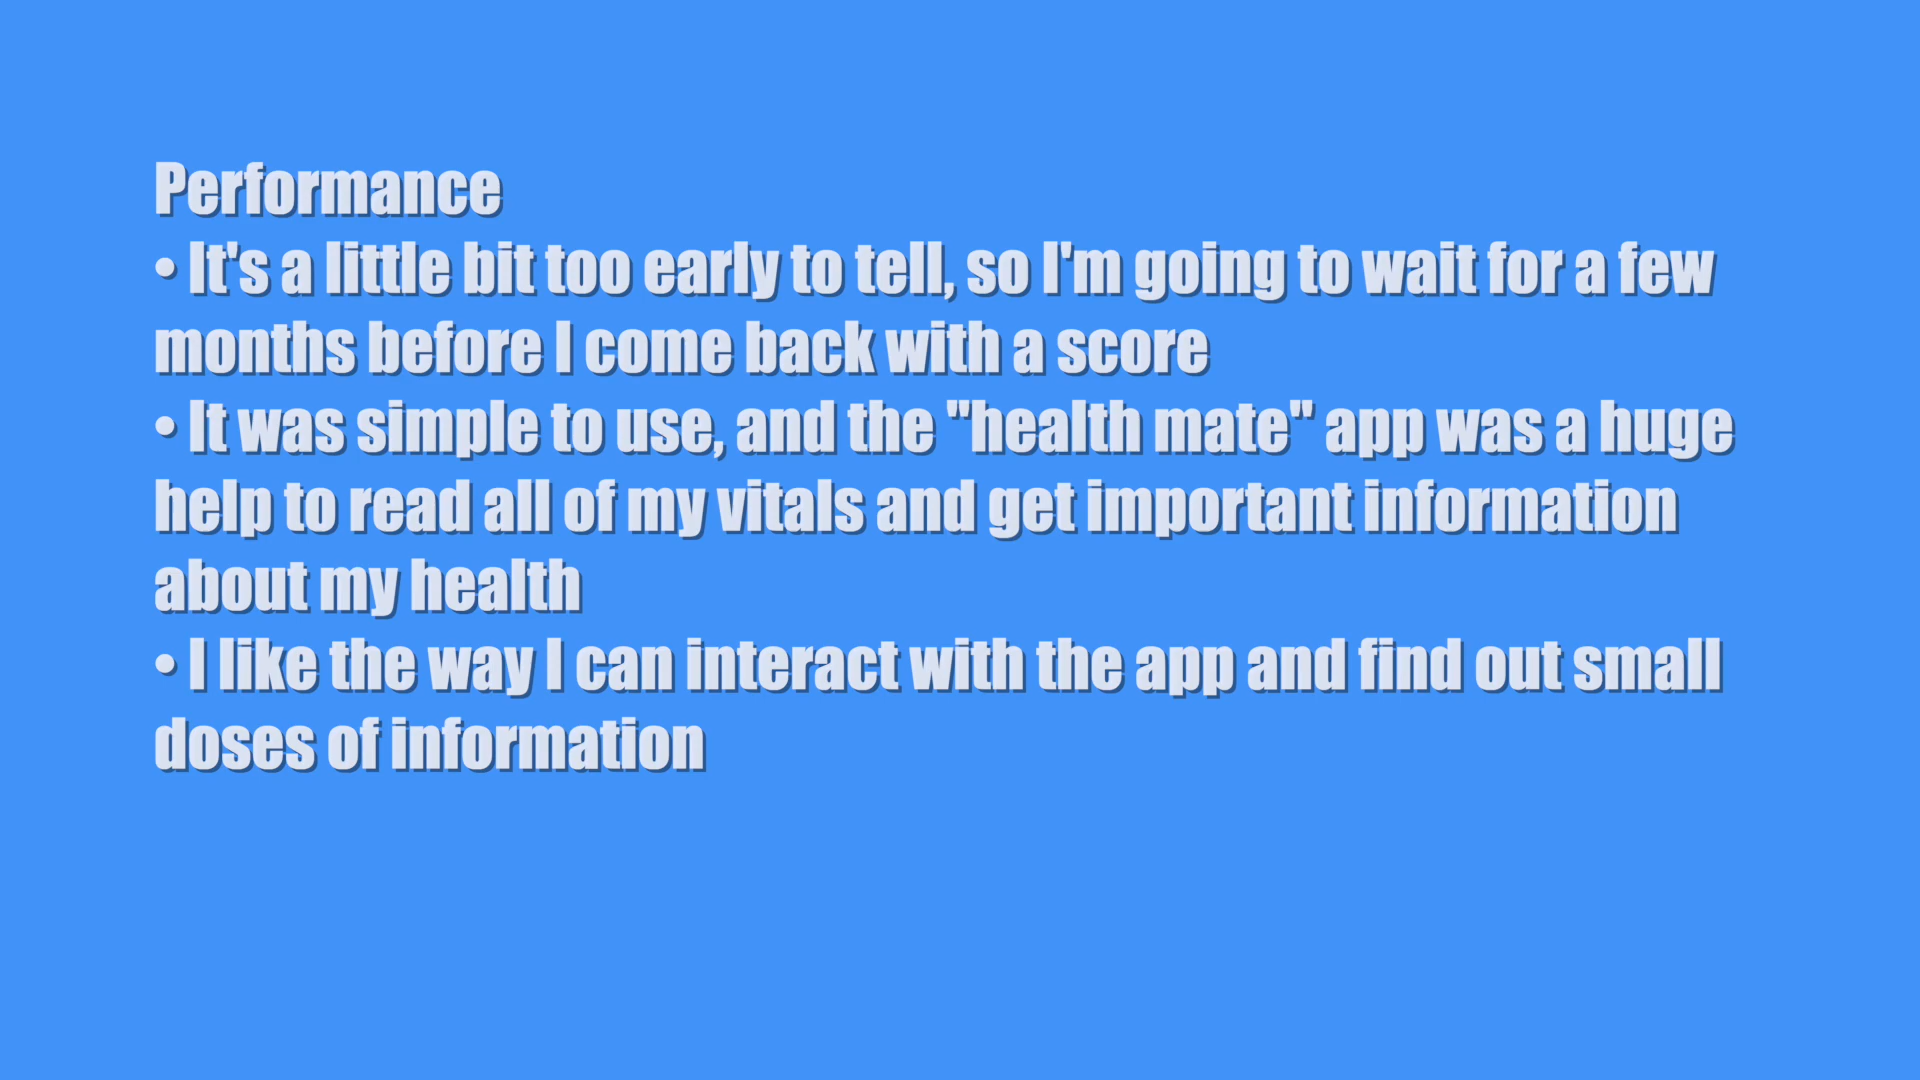 Performance
• It's a little bit too early to tell, so I'm going to wait for a few
months before I come back with a score
• It was simple to use, and the "health mate" app was a huge
help to read all of my vitals and get important information
about my health
• I like the way I can interact with the app and find out small
doses of information